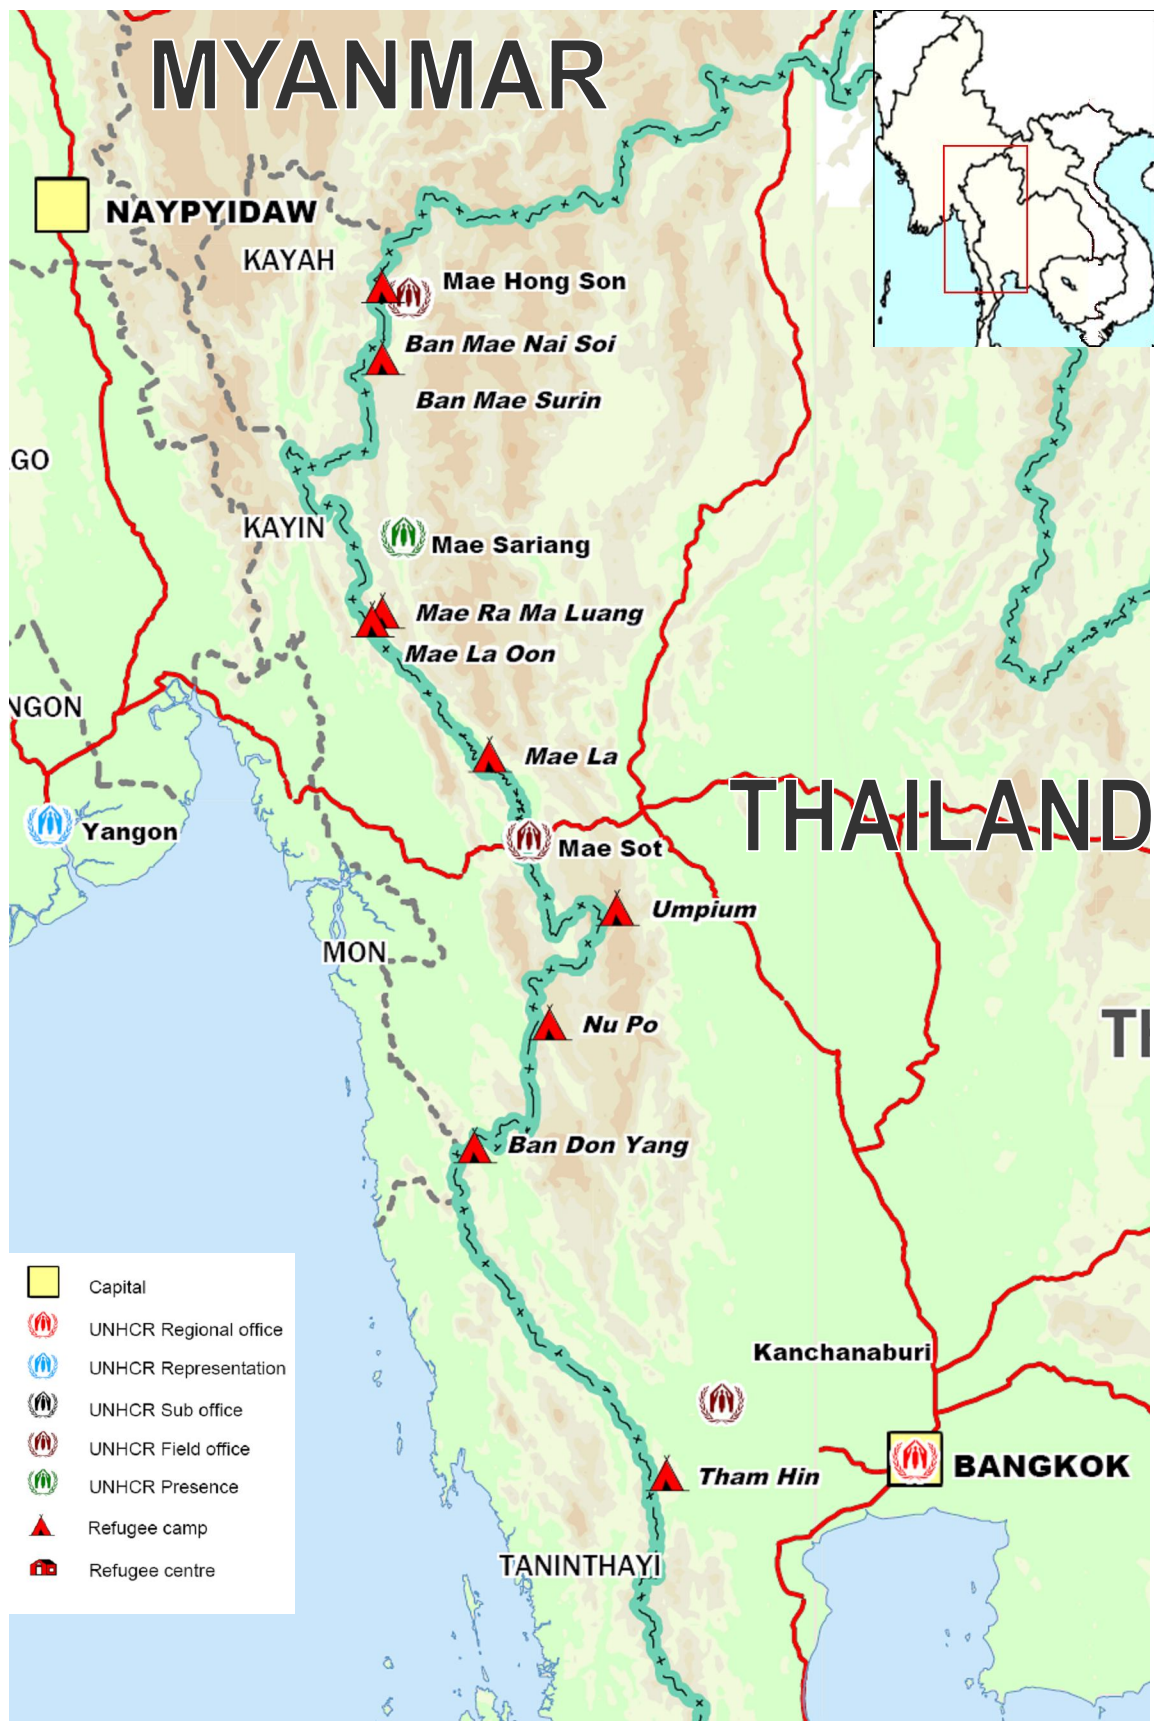 MYANMAR
NAYPYIDAW
KAYAH
Mae Hong Son
Ban Mae Nai Soi
Ban Mae Surin
GO
KAYIN
Mae Sariang
Mae Ra Ma Luang
Mae La Oon
NGON
Mae La
THAILAND
Yangon
Mae Sot
Umpium
MON
Nu Po
TH
Ban Don Yang
Capital
UNHCR Regional office
UNHCR Representation
UNHCR Sub office
UNHCR Field office
UNHCR Presence
Refugee camp
Refugee centre
Kanchanaburi
BANGKOK
Tham Hin
TANINTHAYI